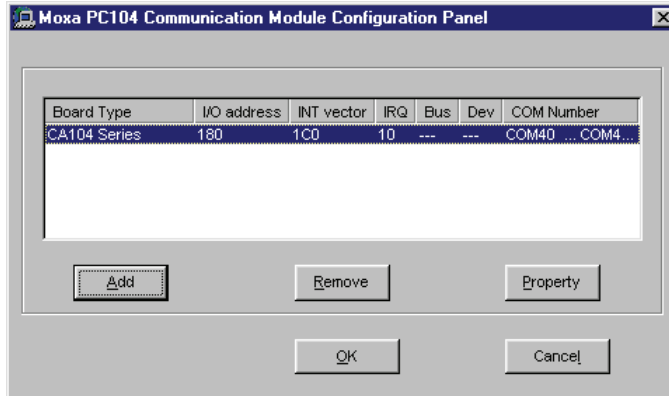 Moxa PC104 Communication Module Configuration Panel
Board Type I/O address INT vector IRQ Bus Dev COM Number
CA104 Series 180 1C0 10 --- --- COM40 ... COM4...
Add Remove Property
OK Cancel